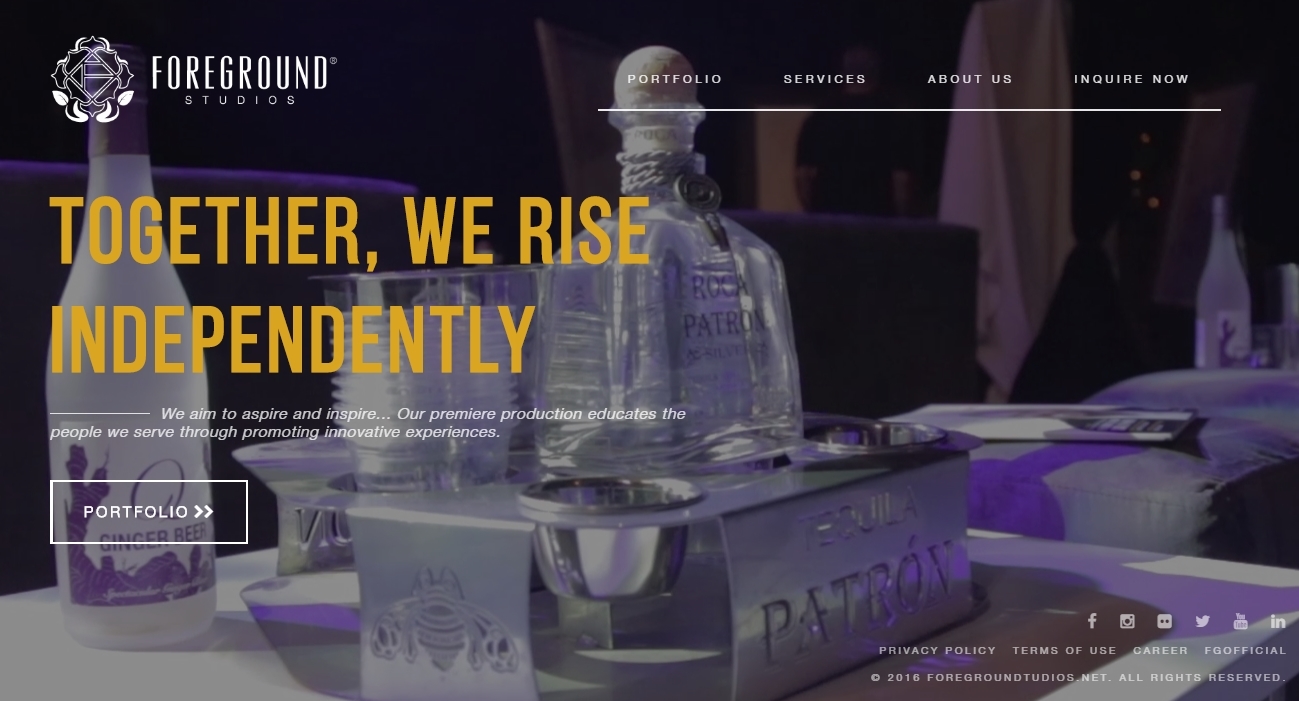 FOREGROUND®
STUDIOS
PORTFOLIO SERVICES ABOUT US INQUIRE NOW
TOGETHER, WE RISE
INDEPENDENTLY
We aim to aspire and inspire... Our premiere production educates the
people we serve through promoting innovative experiences.
PORTFOLIO
ROCA
PATRÓN
SILVER
GINGER BEER
TEQUILA
PATRÓN
PRIVACY POLICY TERMS OF USE CAREER FGOFFICIAL
© 2016 FOREGROUNDTUDIOS.NET. ALL RIGHTS RESERVED.